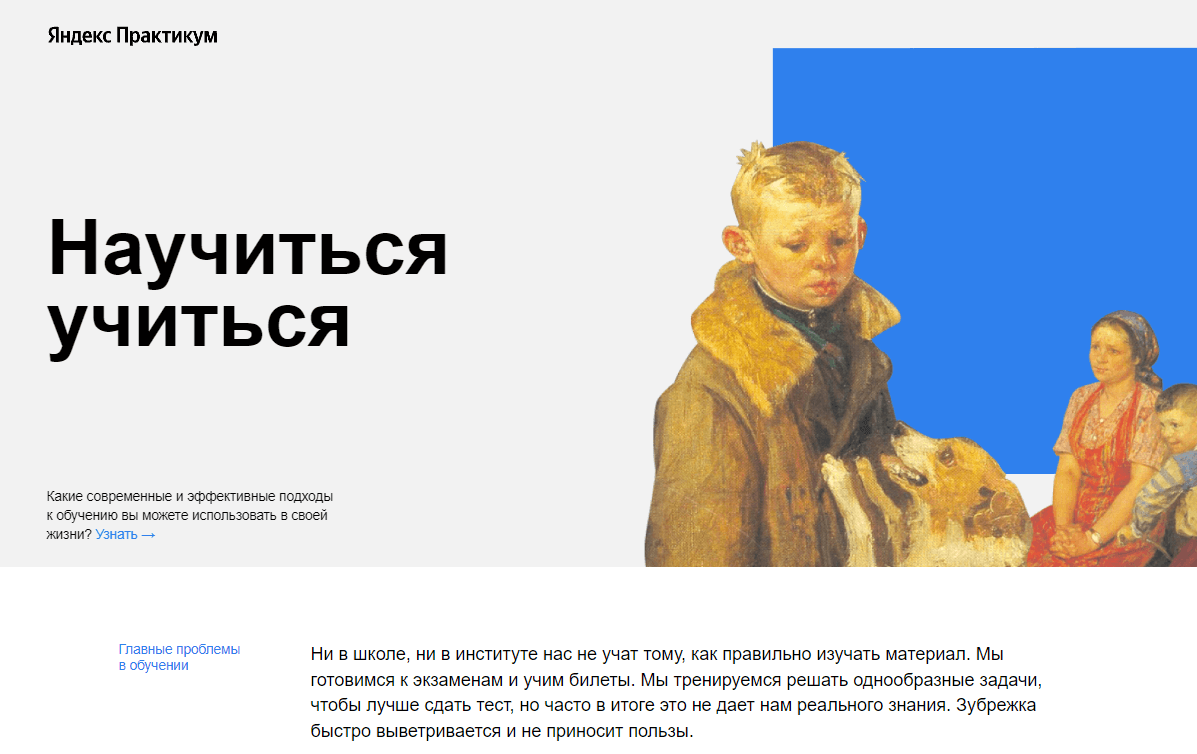 Яндекс Практикум
Научиться
учиться
Какие современные и эффективные подходы
к обучению вы можете использовать в своей
жизни? Узнать →
Главные проблемы
в обучении
Ни в школе, ни в институте нас не учат тому, как правильно изучать материал. Мы
готовимся к экзаменам и учим билеты. Мы тренируемся решать однообразные задачи,
чтобы лучше сдать тест, но часто в итоге это не дает нам реального знания. Зубрежка
быстро выветривается и не приносит пользы.